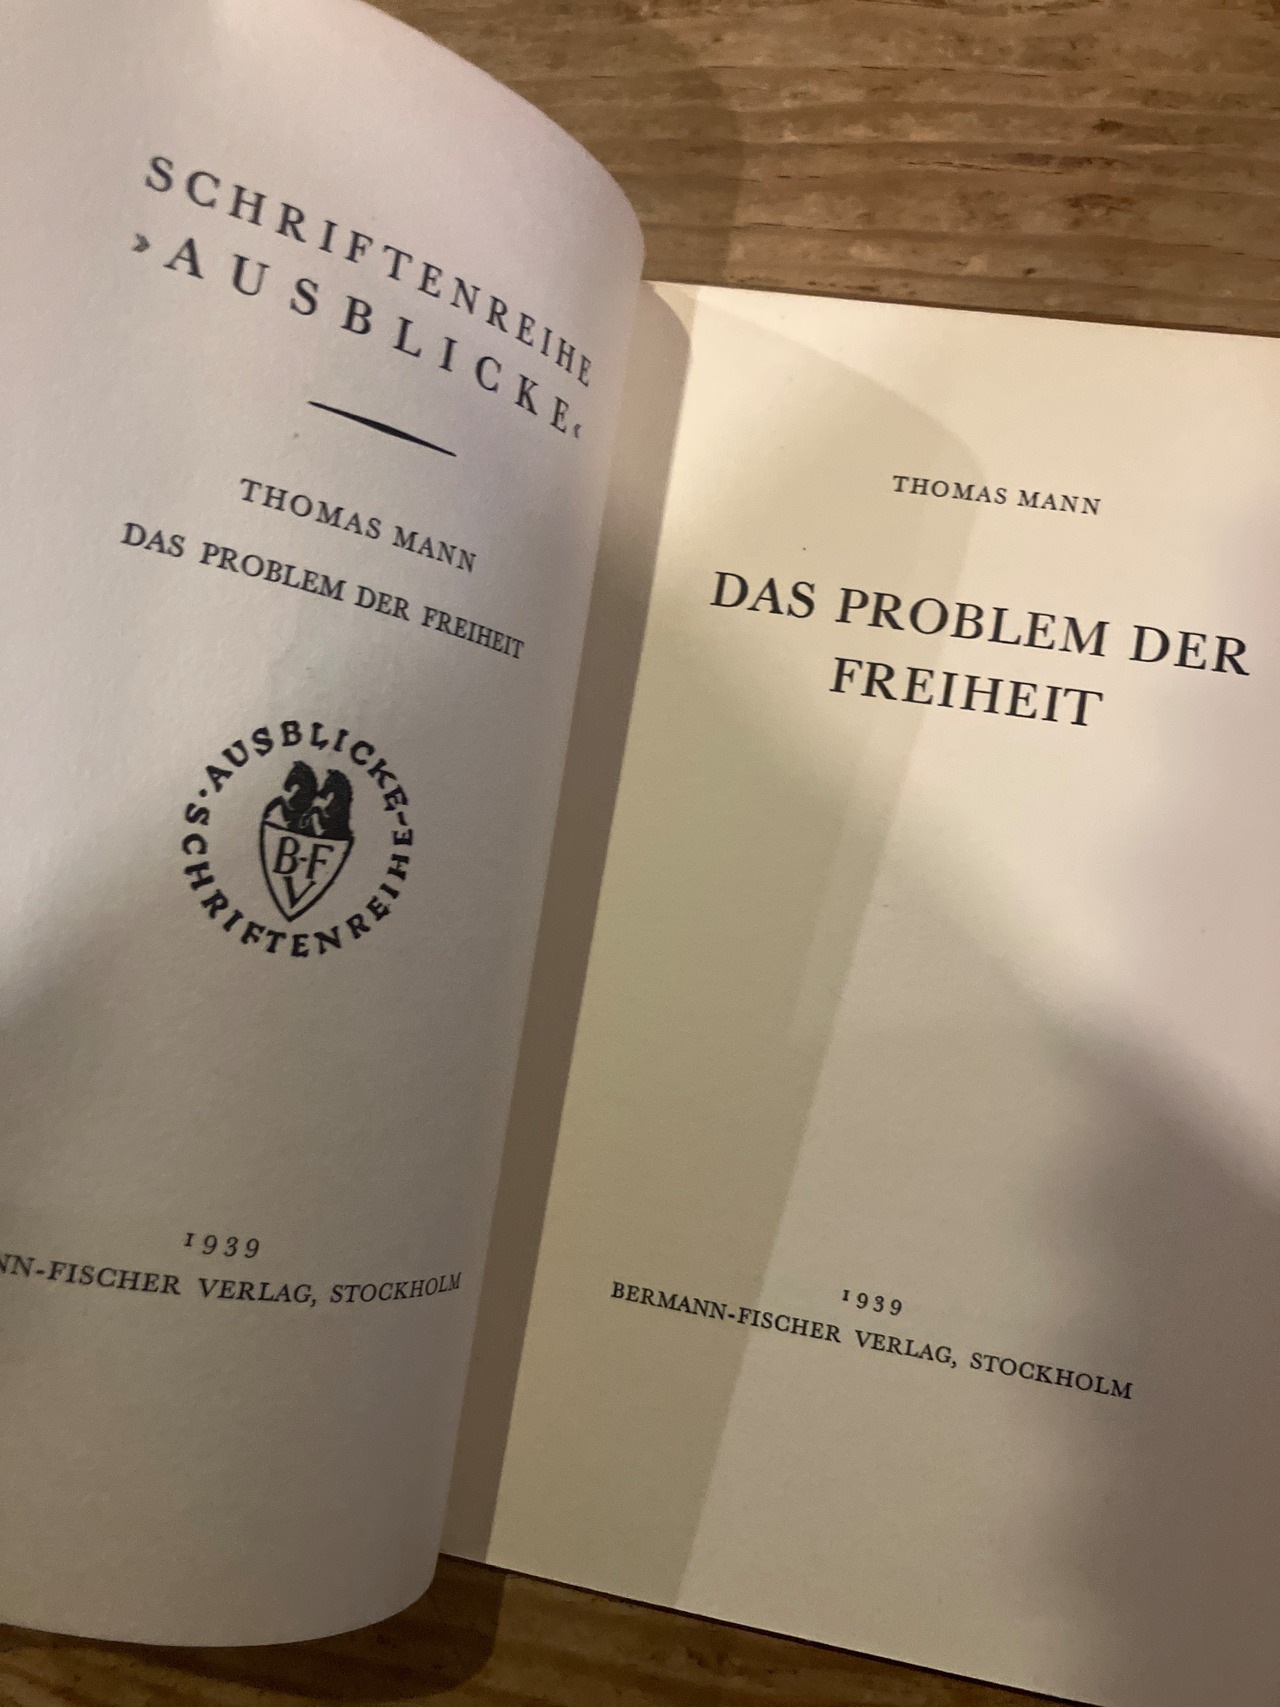 SCHRIFTENREIHE
»AUSBLICKE«
THOMAS MANN
DAS PROBLEM DER FREIHEIT
AUSBLICKE-SCHRIFTENREIHE
B-F
V
1939
NN-FISCHER VERLAG, STOCKHOLM
THOMAS MANN
DAS PROBLEM DER
FREIHEIT
1939
BERMANN-FISCHER VERLAG, STOCKHOLM